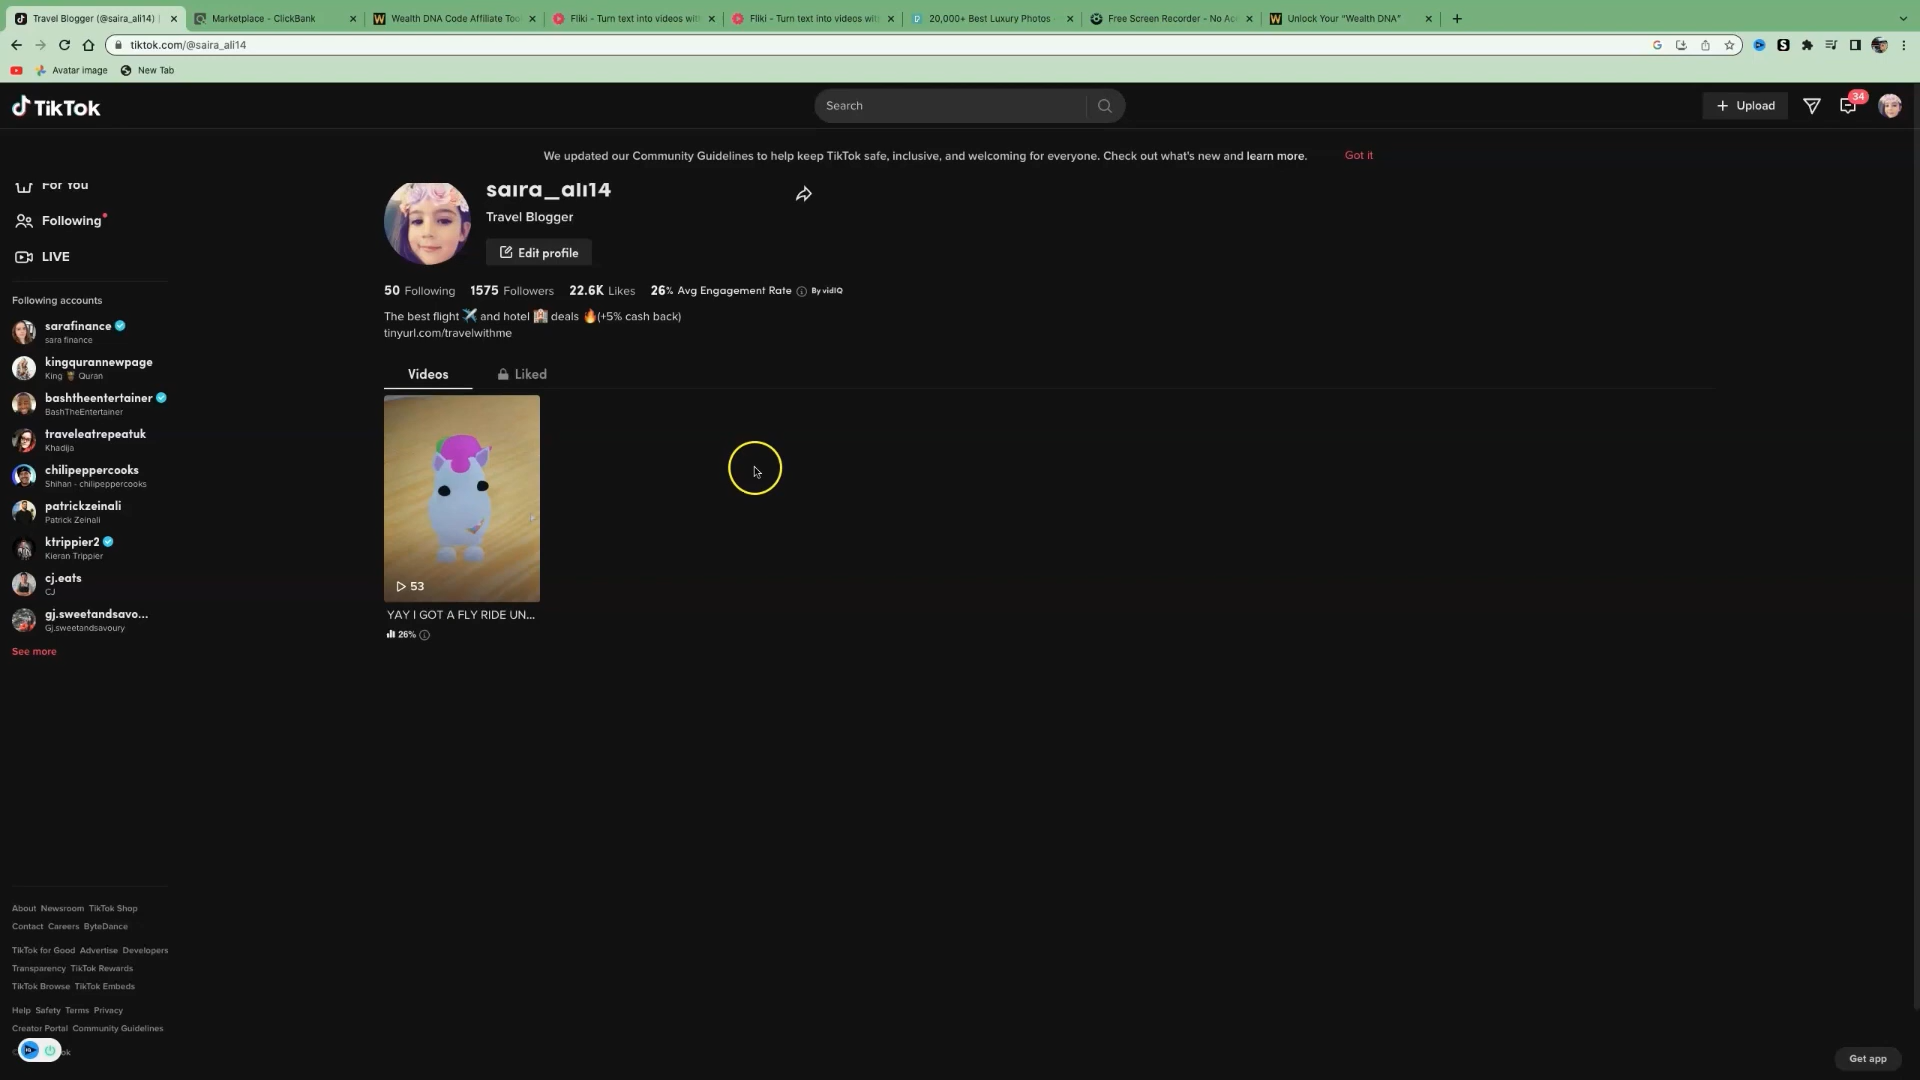 Travel Blogger (@saira_ali14) |
Marketplace - ClickBank
Wealth DNA Code Affiliate Too
Fliki - Turn text into videos wit
Fliki - Turn text into videos wit
20,000+ Best Luxury Photos
Free Screen Recorder - No Ad
Unlock Your "Wealth DNA"
tiktok.com/@saira_ali14
Avatar image
New Tab
TikTok
Search
Upload
34
We updated our Community Guidelines to help keep TikTok safe, inclusive, and welcoming for everyone. Check out what's new and learn more.
Got it
For You
Following
LIVE
Following accounts
sarafinance
sara finance
kingqurannewpage
King Quran
bashtheentertainer
BashTheEntertainer
traveleatrepeatuk
Khadija
chilipeppercooks
Shihan - chilipeppercooks
patrickzeinali
Patrick Zeinali
ktrippier2
Kieran Trippier
cj.eats
CJ
gj.sweetandsavo...
Gj.sweetandsavoury
See more
saira_ali14
Travel Blogger
Edit profile
50 Following 1575 Followers 22.6K Likes 26% Avg Engagement Rate By vidIQ
The best flight ✈️ and hotel 🏨 deals 🔥(+5% cash back)
tinyurl.com/travelwithme
Videos
Liked
53
YAY I GOT A FLY RIDE UN...
26%
About Newsroom TikTok Shop
Contact Careers ByteDance
TikTok for Good Advertise Developers
Transparency TikTok Rewards
TikTok Browse TikTok Embeds
Help Safety Terms Privacy
Creator Portal Community Guidelines
Get app